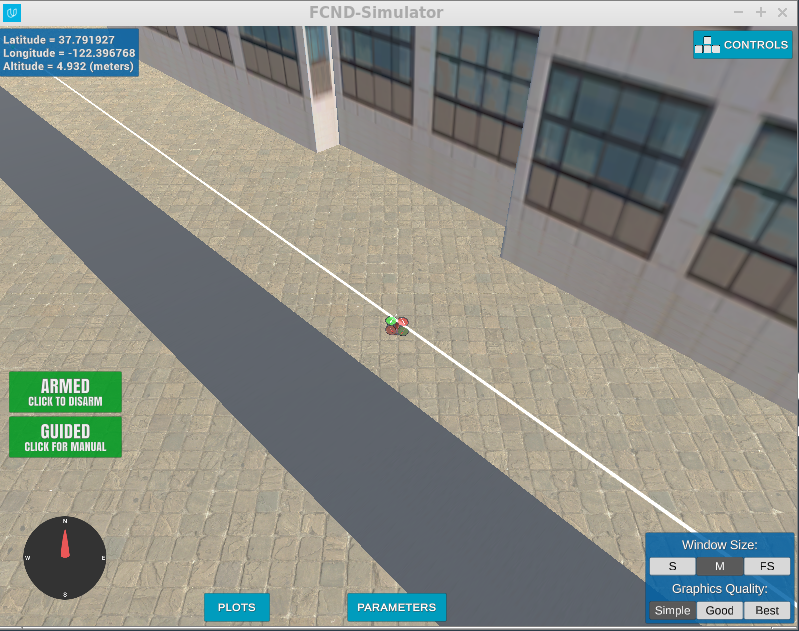 FCND-Simulator
Latitude = 37.791927
Longitude = -122.396768
Altitude = 4.932 (meters)
CONTROLS
ARMED
CLICK TO DISARM
GUIDED
CLICK FOR MANUAL
N
W E
S
PLOTS
PARAMETERS
Window Size:
S M FS
Graphics Quality:
Simple Good Best